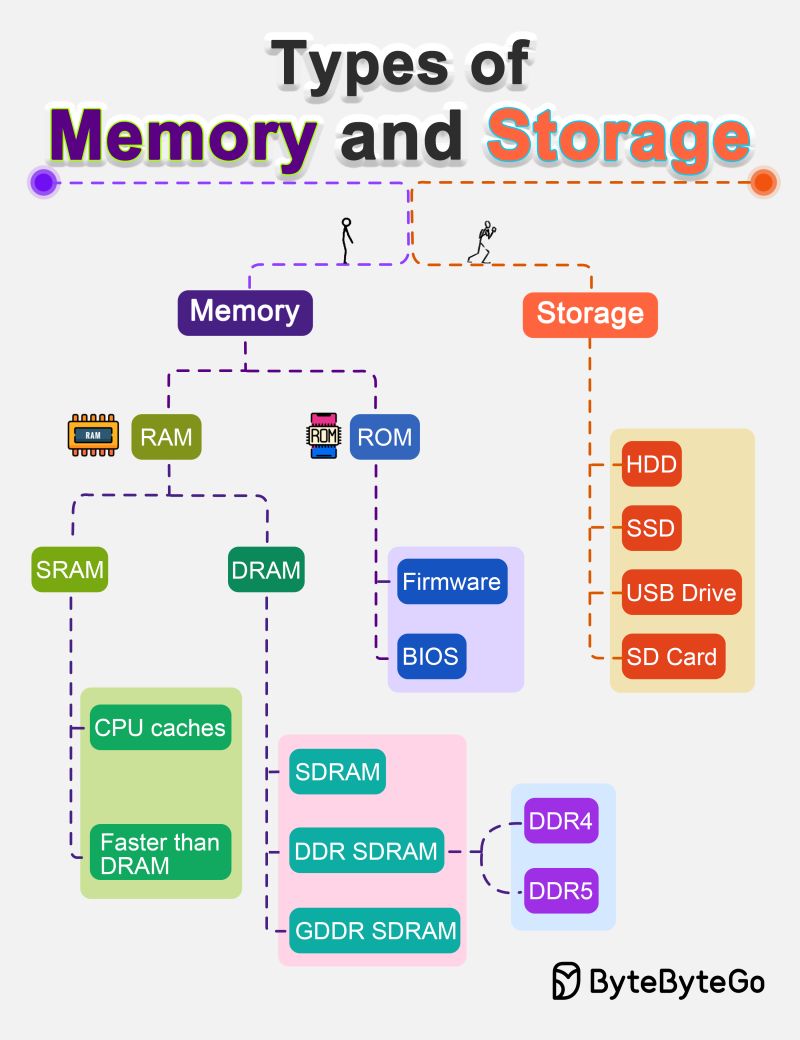 Types of
Memory and Storage
Memory
Storage
RAM
RAM
ROM
ROM
HDD
SSD
USB Drive
SD Card
SRAM
DRAM
Firmware
BIOS
CPU caches
Faster than
DRAM
SDRAM
DDR SDRAM
GDDR SDRAM
DDR4
DDR5
ByteByteGo